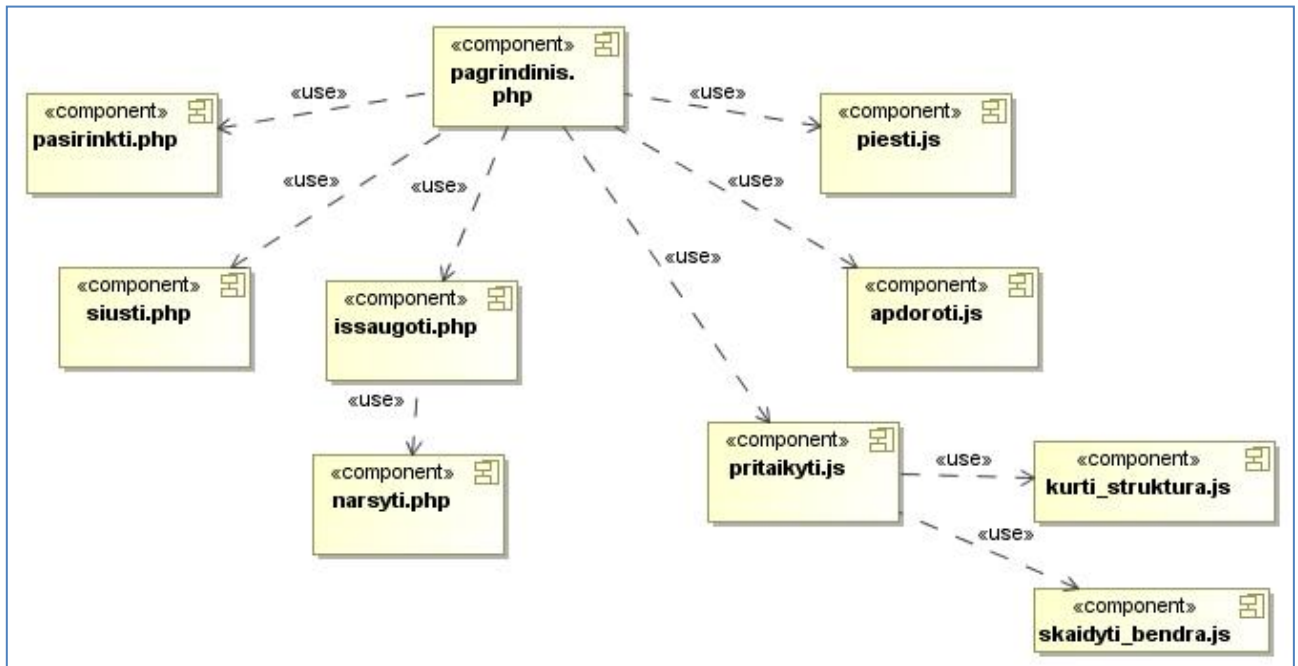 «component»
pagrindinis.
php
«use»
«use»
«component»
pasirinkti.php
«component»
piesti.js
«use»
«use»
«use»
«use»
«component»
siusti.php
«component»
issaugoti.php
«component»
apdoroti.js
«use»
«component»
narsyti.php
«component»
pritaikyti.js
«use»
«component»
kurti_struktura.js
«use»
«component»
skaidyti_bendra.js